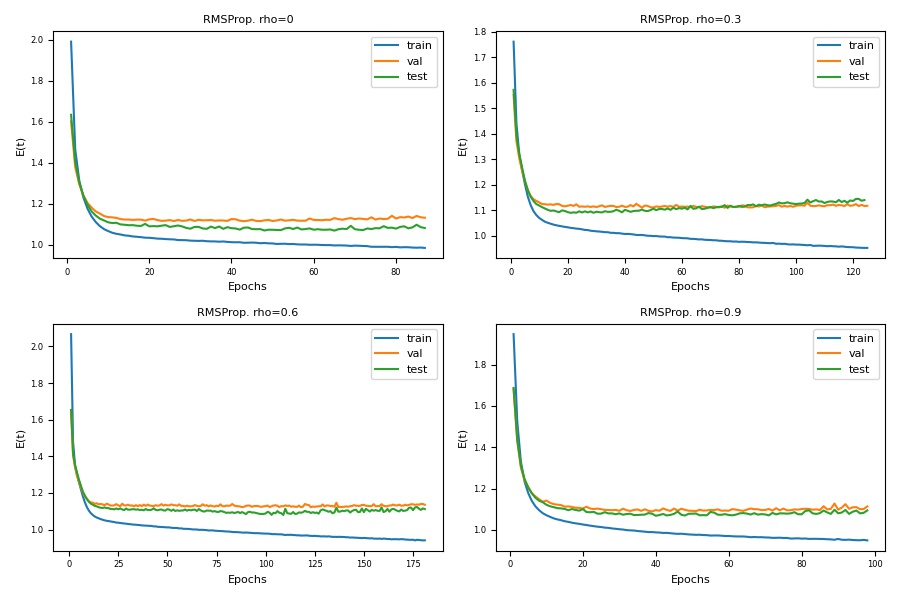 RMSProp. rho=0
2.0
1.8
1.6
1.4
1.2
1.0
E(t)
train
val
test
0 20 40 60 80
Epochs
RMSProp. rho=0.3
1.8
1.7
1.6
1.5
1.4
1.3
1.2
1.1
1.0
E(t)
train
val
test
0 20 40 60 80 100 120
Epochs
RMSProp. rho=0.6
2.0
1.8
1.6
1.4
1.2
1.0
E(t)
train
val
test
0 25 50 75 100 125 150 175
Epochs
RMSProp. rho=0.9
1.8
1.6
1.4
1.2
1.0
E(t)
train
val
test
0 20 40 60 80 100
Epochs